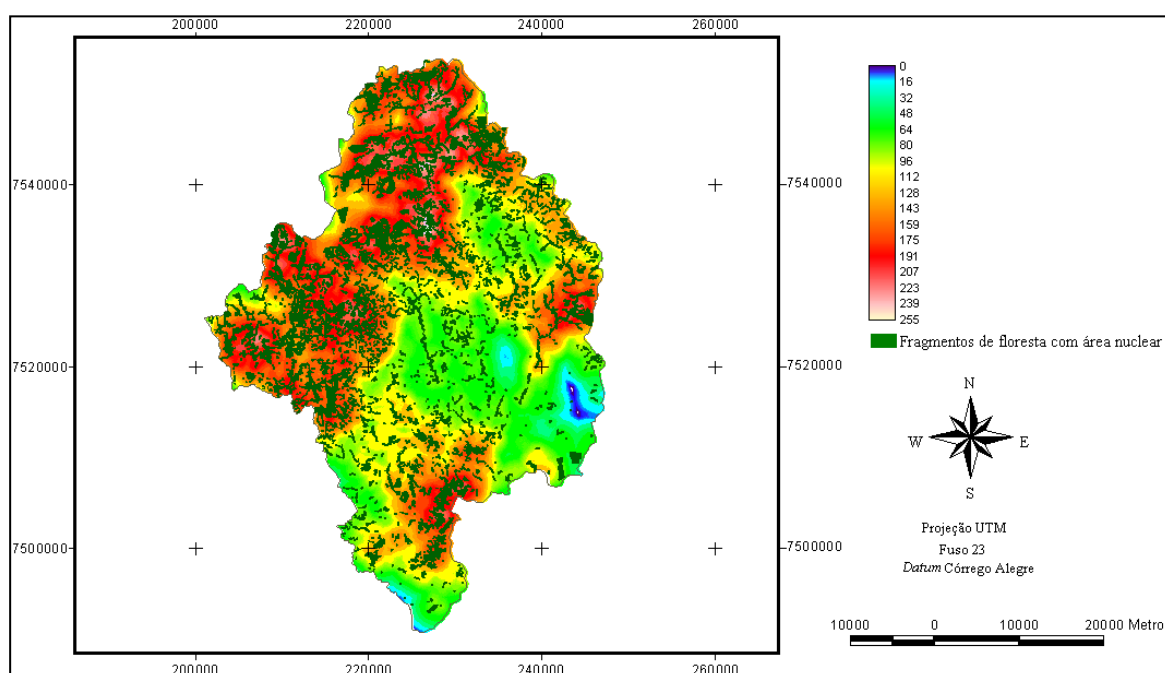 200000 220000 240000 260000
7540000 7540000
7520000 7520000
7500000 7500000
200000 220000 240000 260000
0
16
32
48
64
80
96
112
128
143
159
175
191
207
223
239
255
Fragmentos de floresta com área nuclear
N
W E
S
Projeção UTM
Fuso 23
Datum Córrego Alegre
10000 0 10000 20000 Metro